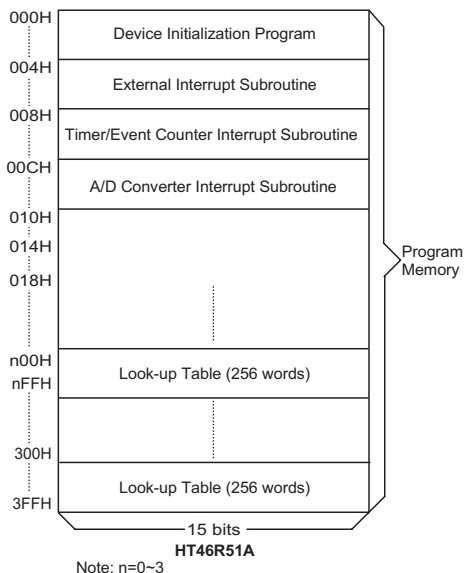 000H
Device Initialization Program
004H
External Interrupt Subroutine
008H
Timer/Event Counter Interrupt Subroutine
00CH
A/D Converter Interrupt Subroutine
010H
014H
018H
Program
Memory
n00H
Look-up Table (256 words)
nFFH
300H
Look-up Table (256 words)
3FFH
15 bits
HT46R51A
Note: n=0~3